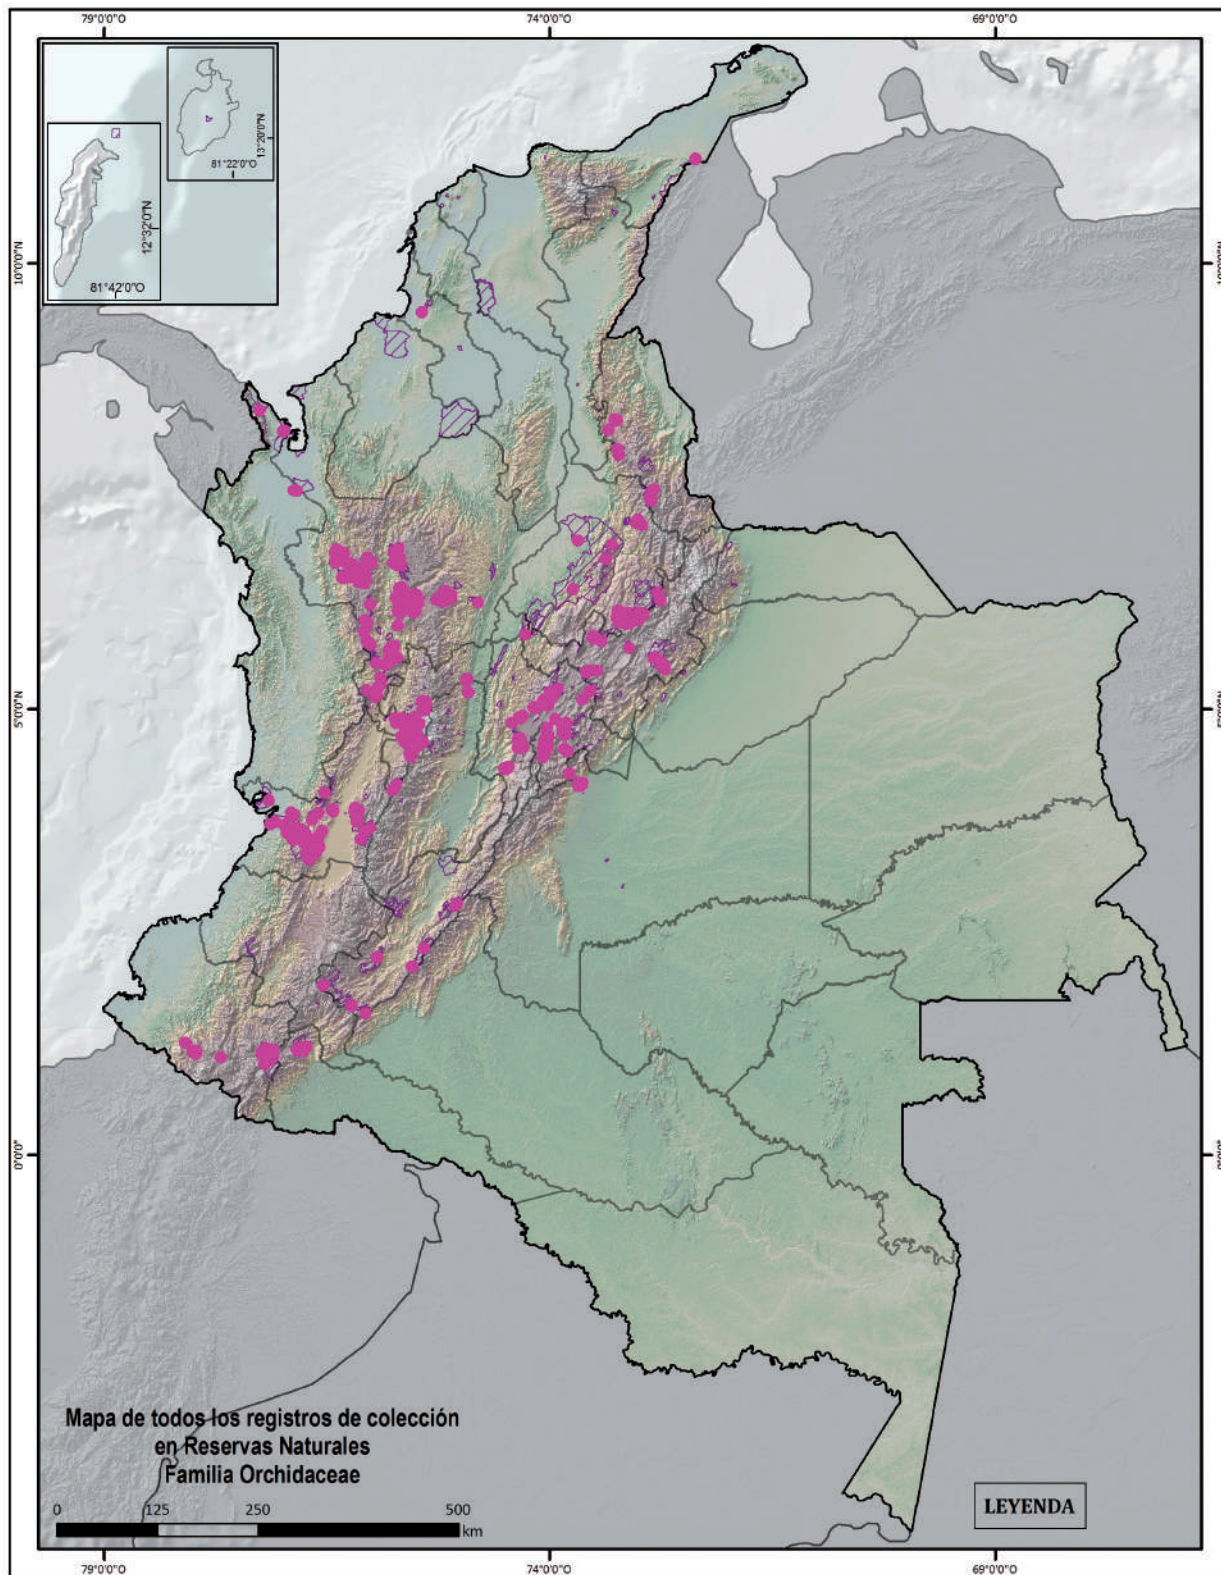 79°0'0"O
74°0'0"O
69°0'0"O
13°20'0"N
81°22'0"O
12°32'0"N
81°42'0"O
10°0'0"N
5°0'0"N
0°0'0"
Mapa de todos los registros de colección
en Reservas Naturales
Familia Orchidaceae
0 125 250 500
km
LEYENDA
79°0'0"O
74°0'0"O
69°0'0"O